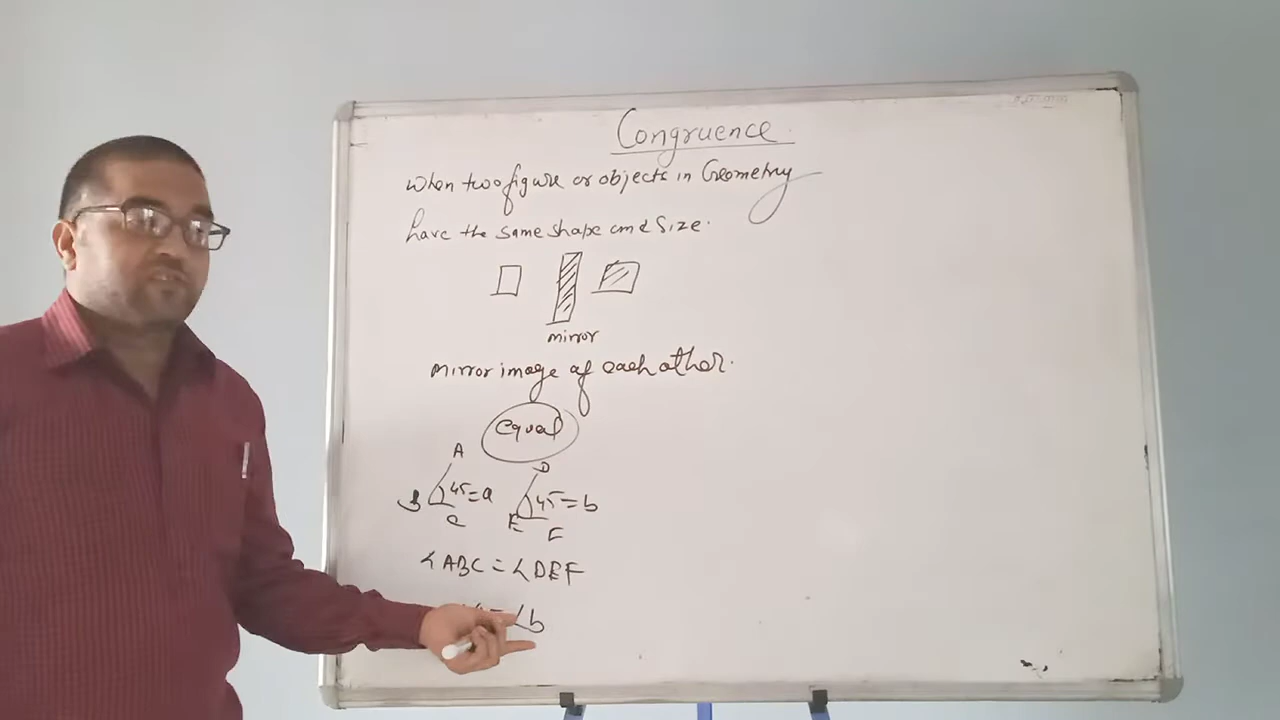 Congruence
When two figure or objects in Geometry
have the same shape and size.
mirror
mirror image of each other.
equal
A D
B 45=a E 45=b
C F
∠ABC = ∠DEF
= ∠b